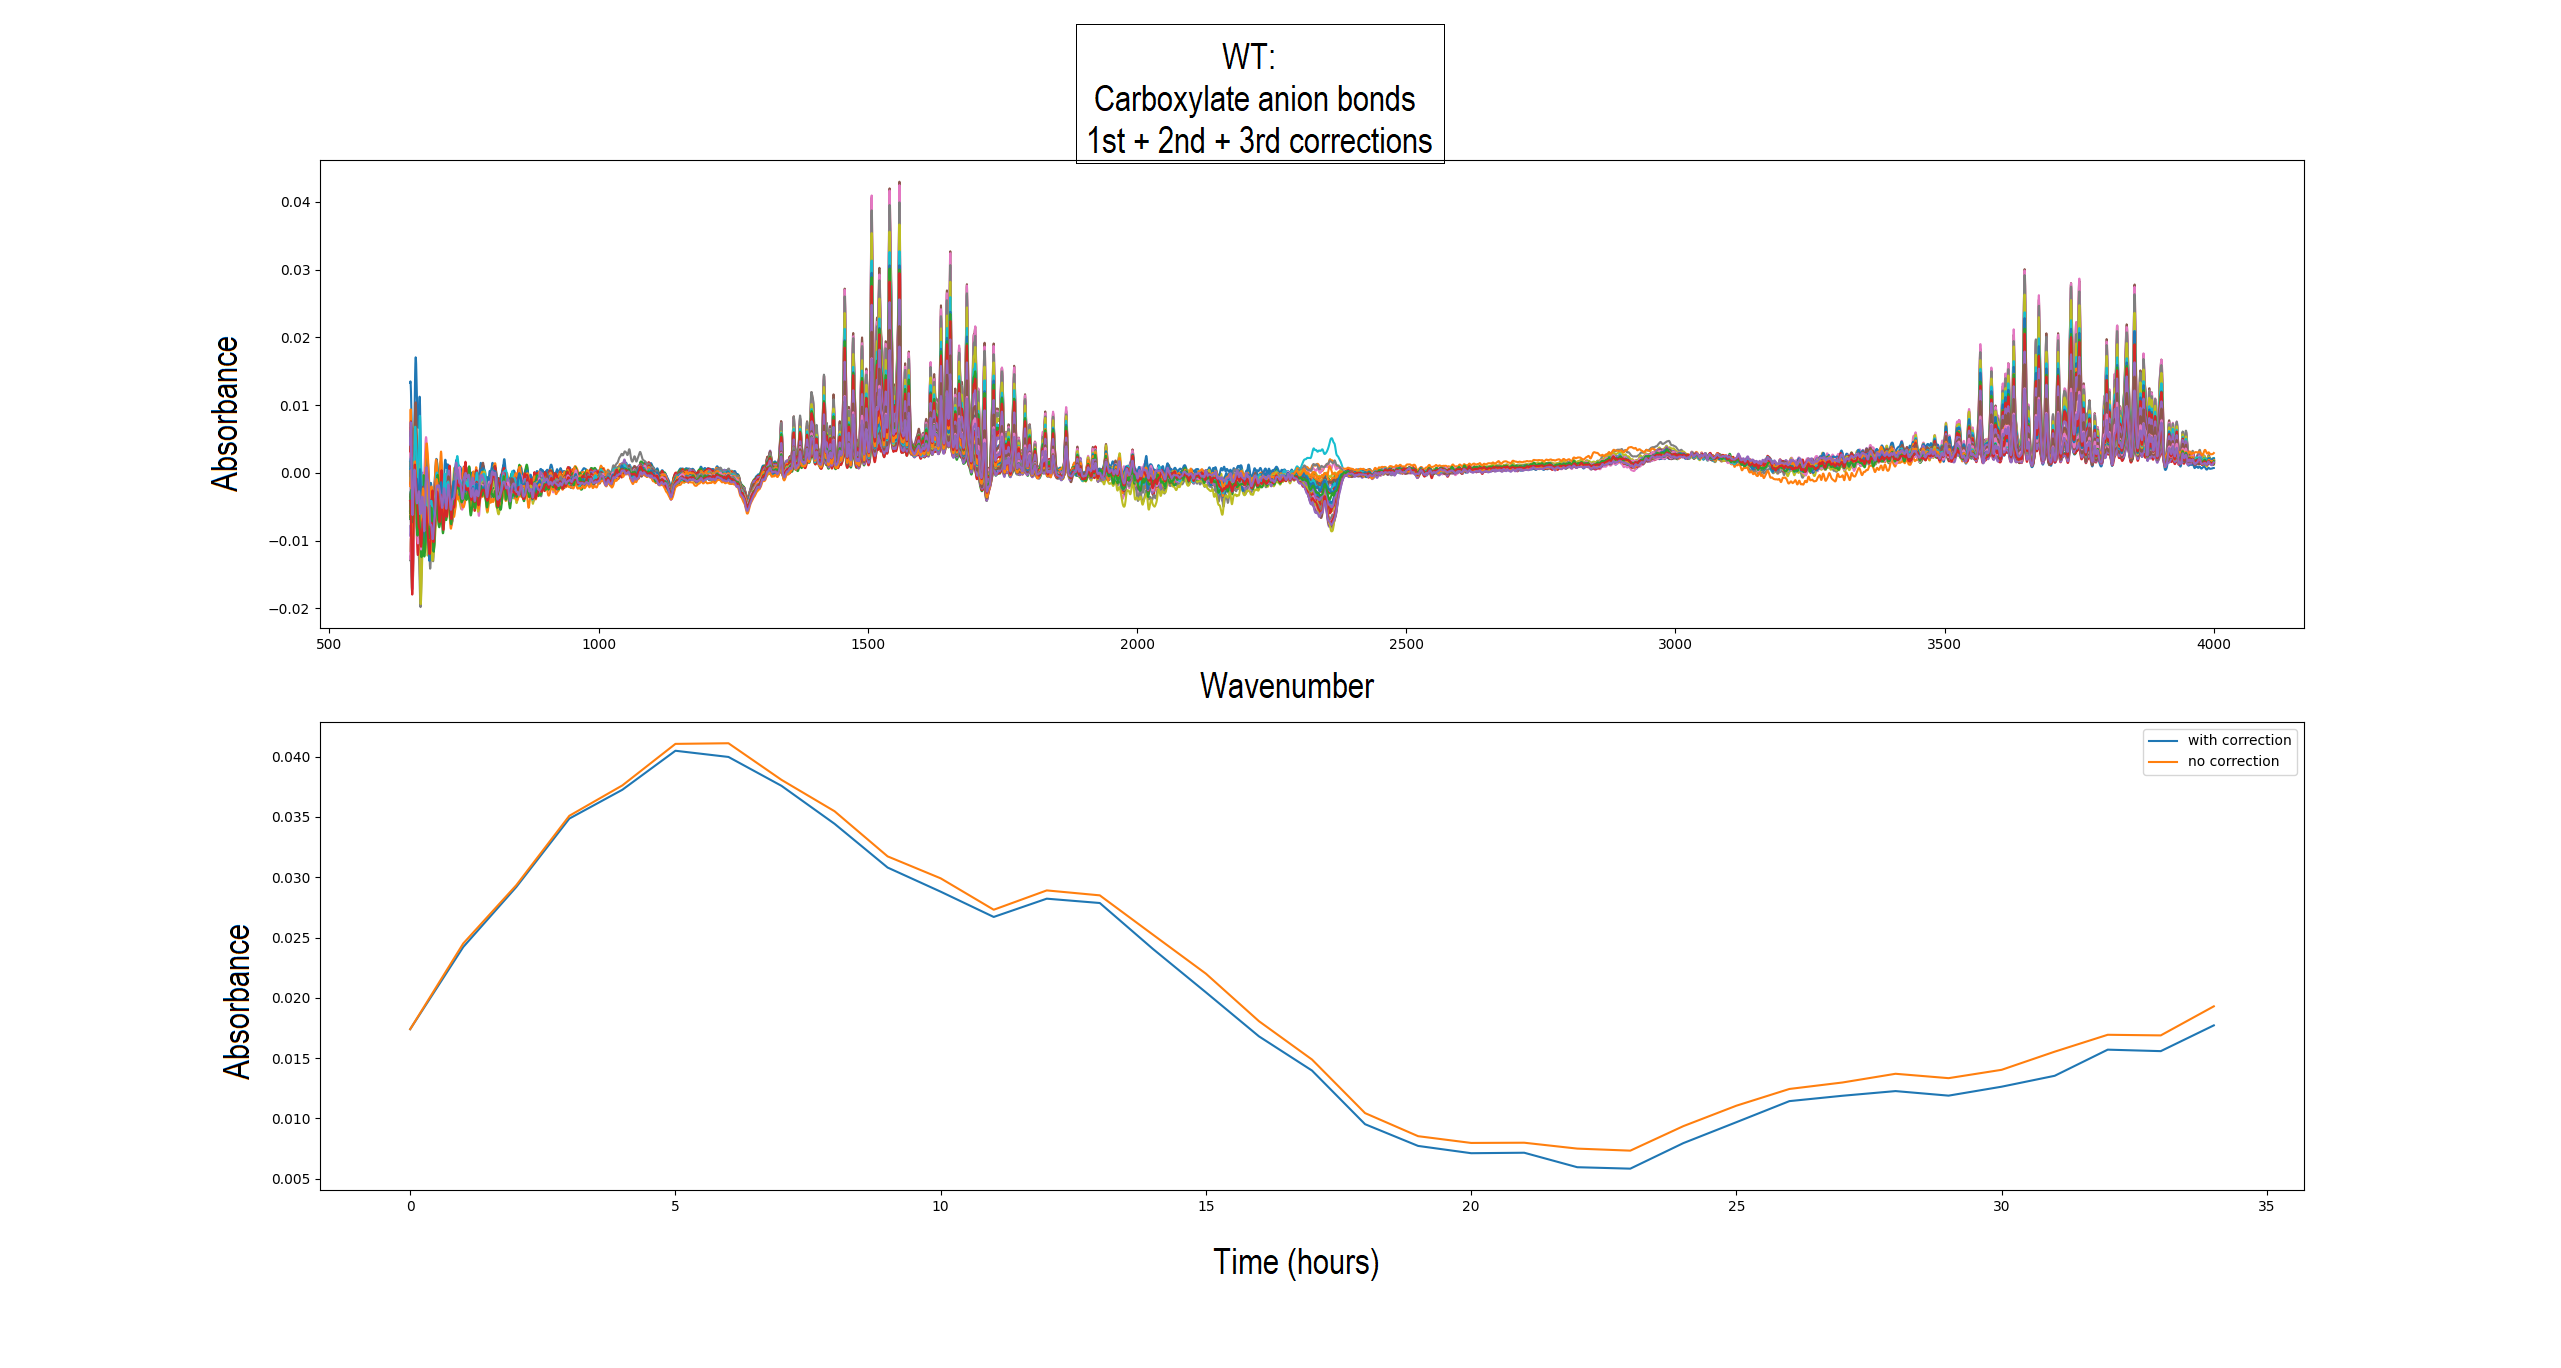 WT:
Carboxylate anion bonds
1st + 2nd + 3rd corrections
Absorbance
0.04
0.03
0.02
0.01
0.00
−0.01
−0.02
500 1000 1500 2000 2500 3000 3500 4000
Wavenumber
with correction
no correction
Absorbance
0.040
0.035
0.030
0.025
0.020
0.015
0.010
0.005
0 5 10 15 20 25 30 35
Time (hours)